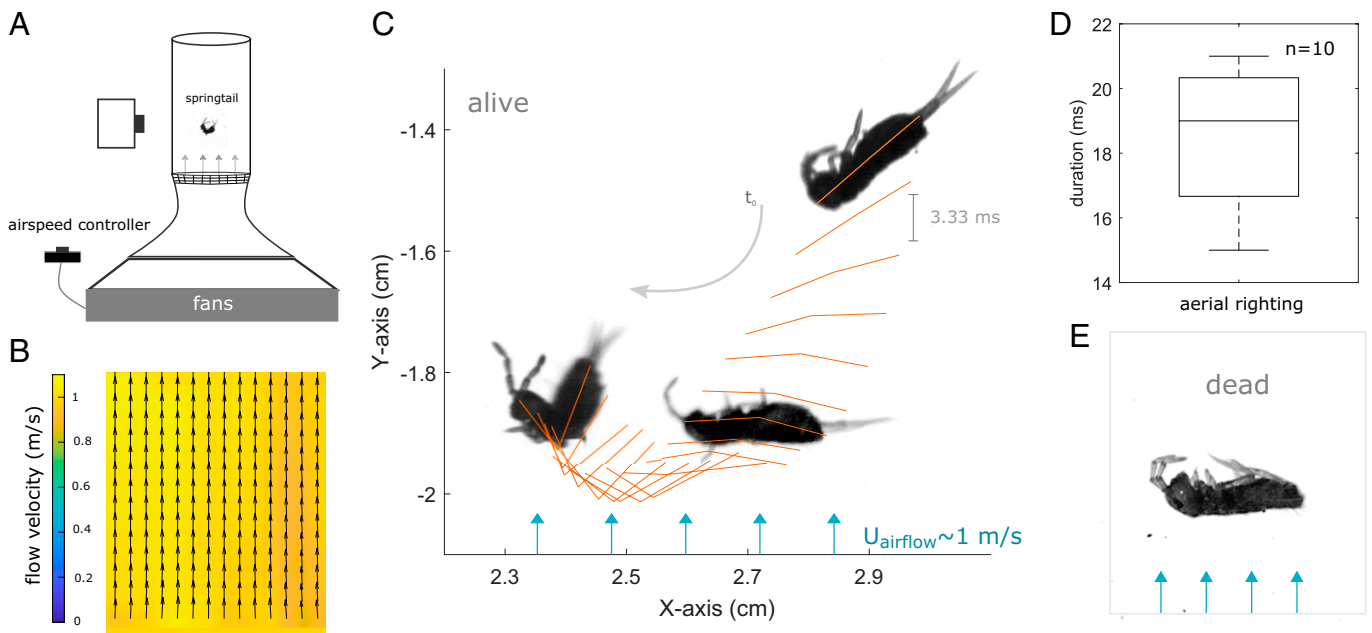 A
springtail
airspeed controller
fans
B
flow velocity (m/s)
1
0.8
0.6
0.4
0.2
0
C
alive
t₀
3.33 ms
Y-axis (cm)
-1.4
-1.6
-1.8
-2
U_airflow~1 m/s
2.3
2.5
2.7
2.9
X-axis (cm)
D
n=10
duration (ms)
22
20
18
16
14
aerial righting
E
dead